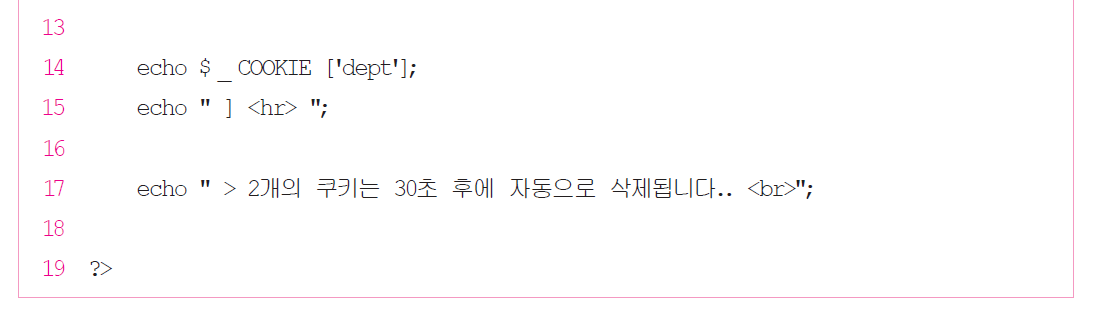 13
14 echo $ _ COOKIE ['dept'];
15 echo " ] <hr> ";
16
17 echo " > 2개의 쿠키는 30초 후에 자동으로 삭제됩니다.. <br>";
18
19 ?>